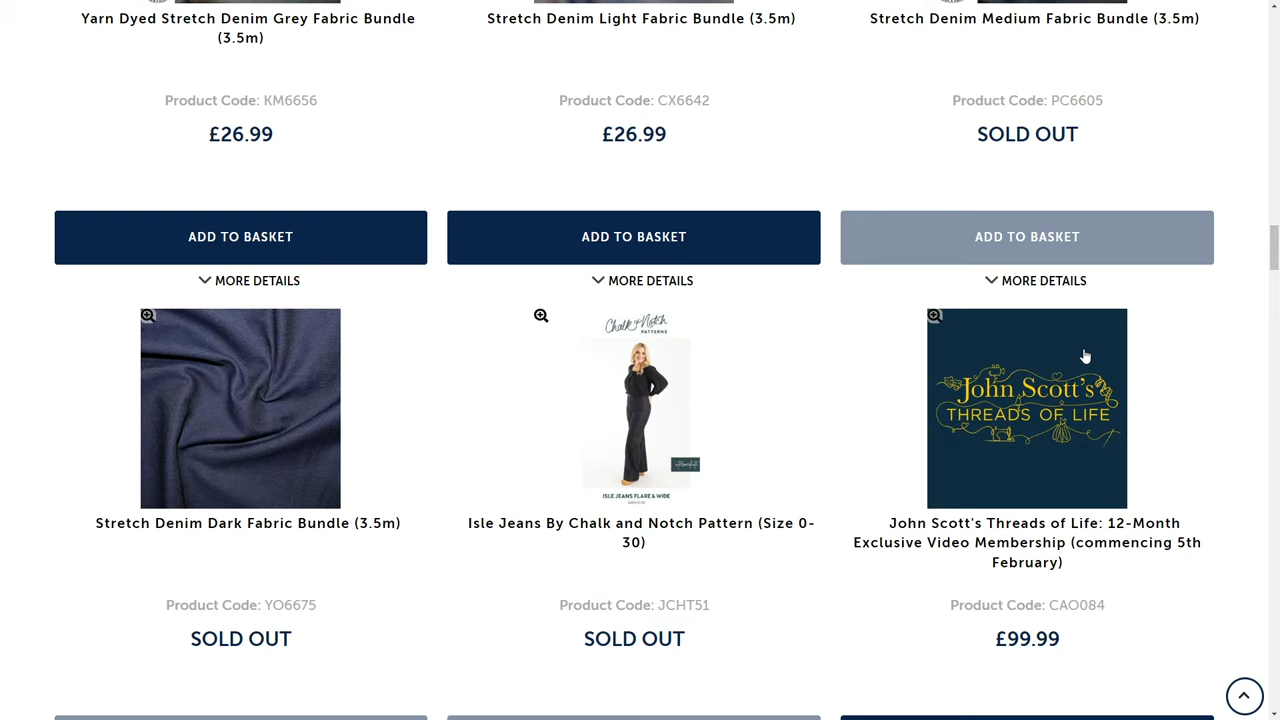 Yarn Dyed Stretch Denim Grey Fabric Bundle
(3.5m)
Product Code: KM6656
£26.99
ADD TO BASKET
MORE DETAILS
Stretch Denim Light Fabric Bundle (3.5m)
Product Code: CX6642
£26.99
ADD TO BASKET
MORE DETAILS
Stretch Denim Medium Fabric Bundle (3.5m)
Product Code: PC6605
SOLD OUT
ADD TO BASKET
MORE DETAILS
Stretch Denim Dark Fabric Bundle (3.5m)
Product Code: YO6675
SOLD OUT
Chalk & Notch
PATTERNS
intermediate
ISLE JEANS FLARE & WIDE
Isle Jeans By Chalk and Notch Pattern (Size 0-
30)
Product Code: JCHT51
SOLD OUT
John Scott's
THREADS OF LIFE
John Scott's Threads of Life: 12-Month
Exclusive Video Membership (commencing 5th
February)
Product Code: CAO084
£99.99